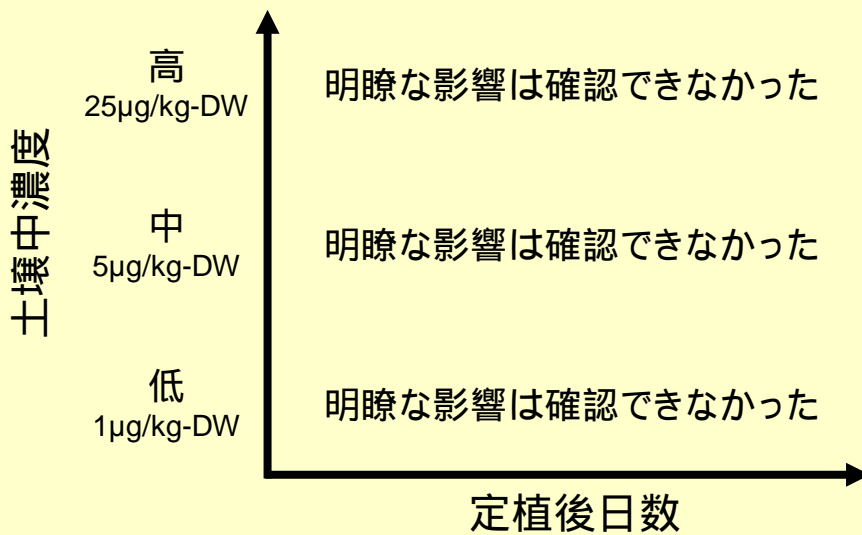 土壌中濃度
高
25µg/kg-DW
明瞭な影響は確認できなかった
中
5µg/kg-DW
明瞭な影響は確認できなかった
低
1µg/kg-DW
明瞭な影響は確認できなかった
定植後日数